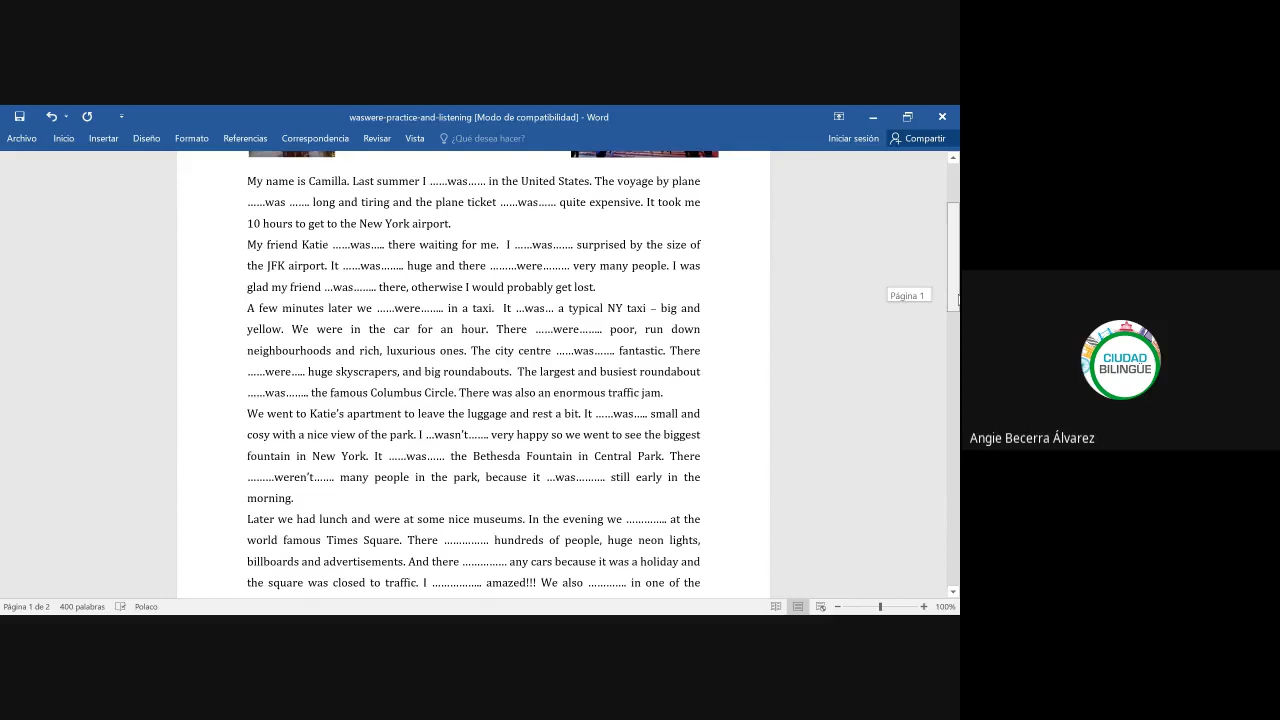 waswere-practice-and-listening [Modo de compatibilidad] - Word
Archivo Inicio Insertar Diseño Formato Referencias Correspondencia Revisar Vista ¿Qué desea hacer? Iniciar sesión Compartir
My name is Camilla. Last summer I ……was…… in the United States. The voyage by plane
……was ……. long and tiring and the plane ticket ……was…… quite expensive. It took me
10 hours to get to the New York airport.
My friend Katie ……was….. there waiting for me. I ……was……. surprised by the size of
the JFK airport. It ……was…….. huge and there ………were……… very many people. I was
glad my friend …was…….. there, otherwise I would probably get lost.
A few minutes later we ……were…….. in a taxi. It …was… a typical NY taxi – big and
yellow. We were in the car for an hour. There ……were…….. poor, run down
neighbourhoods and rich, luxurious ones. The city centre ……was……. fantastic. There
……were….. huge skyscrapers, and big roundabouts. The largest and busiest roundabout
……was…….. the famous Columbus Circle. There was also an enormous traffic jam.
We went to Katie’s apartment to leave the luggage and rest a bit. It ……was….. small and
cosy with a nice view of the park. I …wasn’t……. very happy so we went to see the biggest
fountain in New York. It ……was…… the Bethesda Fountain in Central Park. There
………weren’t……. many people in the park, because it …was………. still early in the
morning.
Later we had lunch and were at some nice museums. In the evening we ………….. at the
world famous Times Square. There ………….. hundreds of people, huge neon lights,
billboards and advertisements. And there …………… any cars because it was a holiday and
the square was closed to traffic. I …………….. amazed!!! We also …………. in one of the
Página 1
Página 1 de 2 400 palabras Polaco 100%
CIUDAD
BILINGÜE
Angie Becerra Álvarez